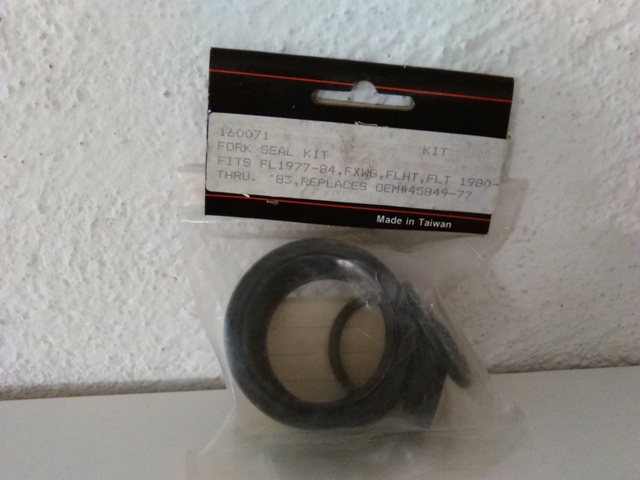 160071 KIT
FORK SEAL KIT
FITS FL1977-84,FXWG,FLHT,FLT 1980-
THRU. '83,REPLACES OEM#45849-77
Made in Taiwan